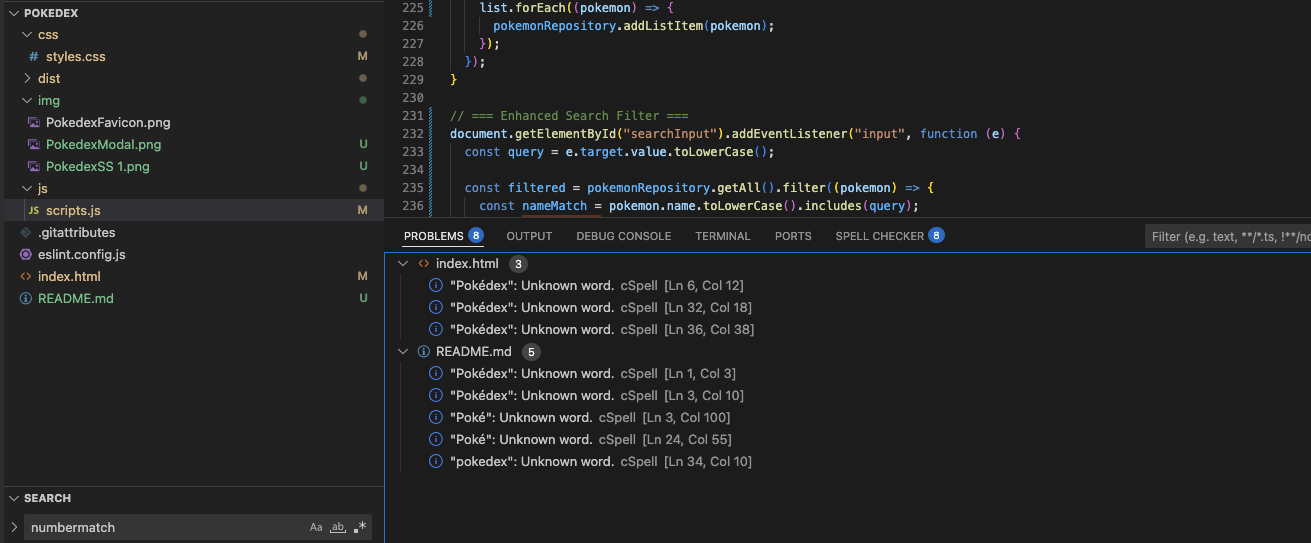 POKEDEX
css
# styles.css M
dist
img
PokedexFavicon.png
PokedexModal.png U
PokedexSS 1.png U
js
JS scripts.js M
.gitattributes
eslint.config.js
<> index.html M
README.md U
SEARCH
numbermatch Aa ab .*
225 list.forEach((pokemon) => {
226 pokemonRepository.addListItem(pokemon);
227 });
228 });
229 }
230
231 // === Enhanced Search Filter ===
232 document.getElementById("searchInput").addEventListener("input", function (e) {
233 const query = e.target.value.toLowerCase();
234
235 const filtered = pokemonRepository.getAll().filter((pokemon) => {
236 const nameMatch = pokemon.name.toLowerCase().includes(query);
PROBLEMS 8 OUTPUT DEBUG CONSOLE TERMINAL PORTS SPELL CHECKER 8 Filter (e.g. text, **/*.ts, !**/no
<> index.html 3
"Pokédex": Unknown word. cSpell [Ln 6, Col 12]
"Pokédex": Unknown word. cSpell [Ln 32, Col 18]
"Pokédex": Unknown word. cSpell [Ln 36, Col 38]
README.md 5
"Pokédex": Unknown word. cSpell [Ln 1, Col 3]
"Pokédex": Unknown word. cSpell [Ln 3, Col 10]
"Poké": Unknown word. cSpell [Ln 3, Col 100]
"Poké": Unknown word. cSpell [Ln 24, Col 55]
"pokedex": Unknown word. cSpell [Ln 34, Col 10]